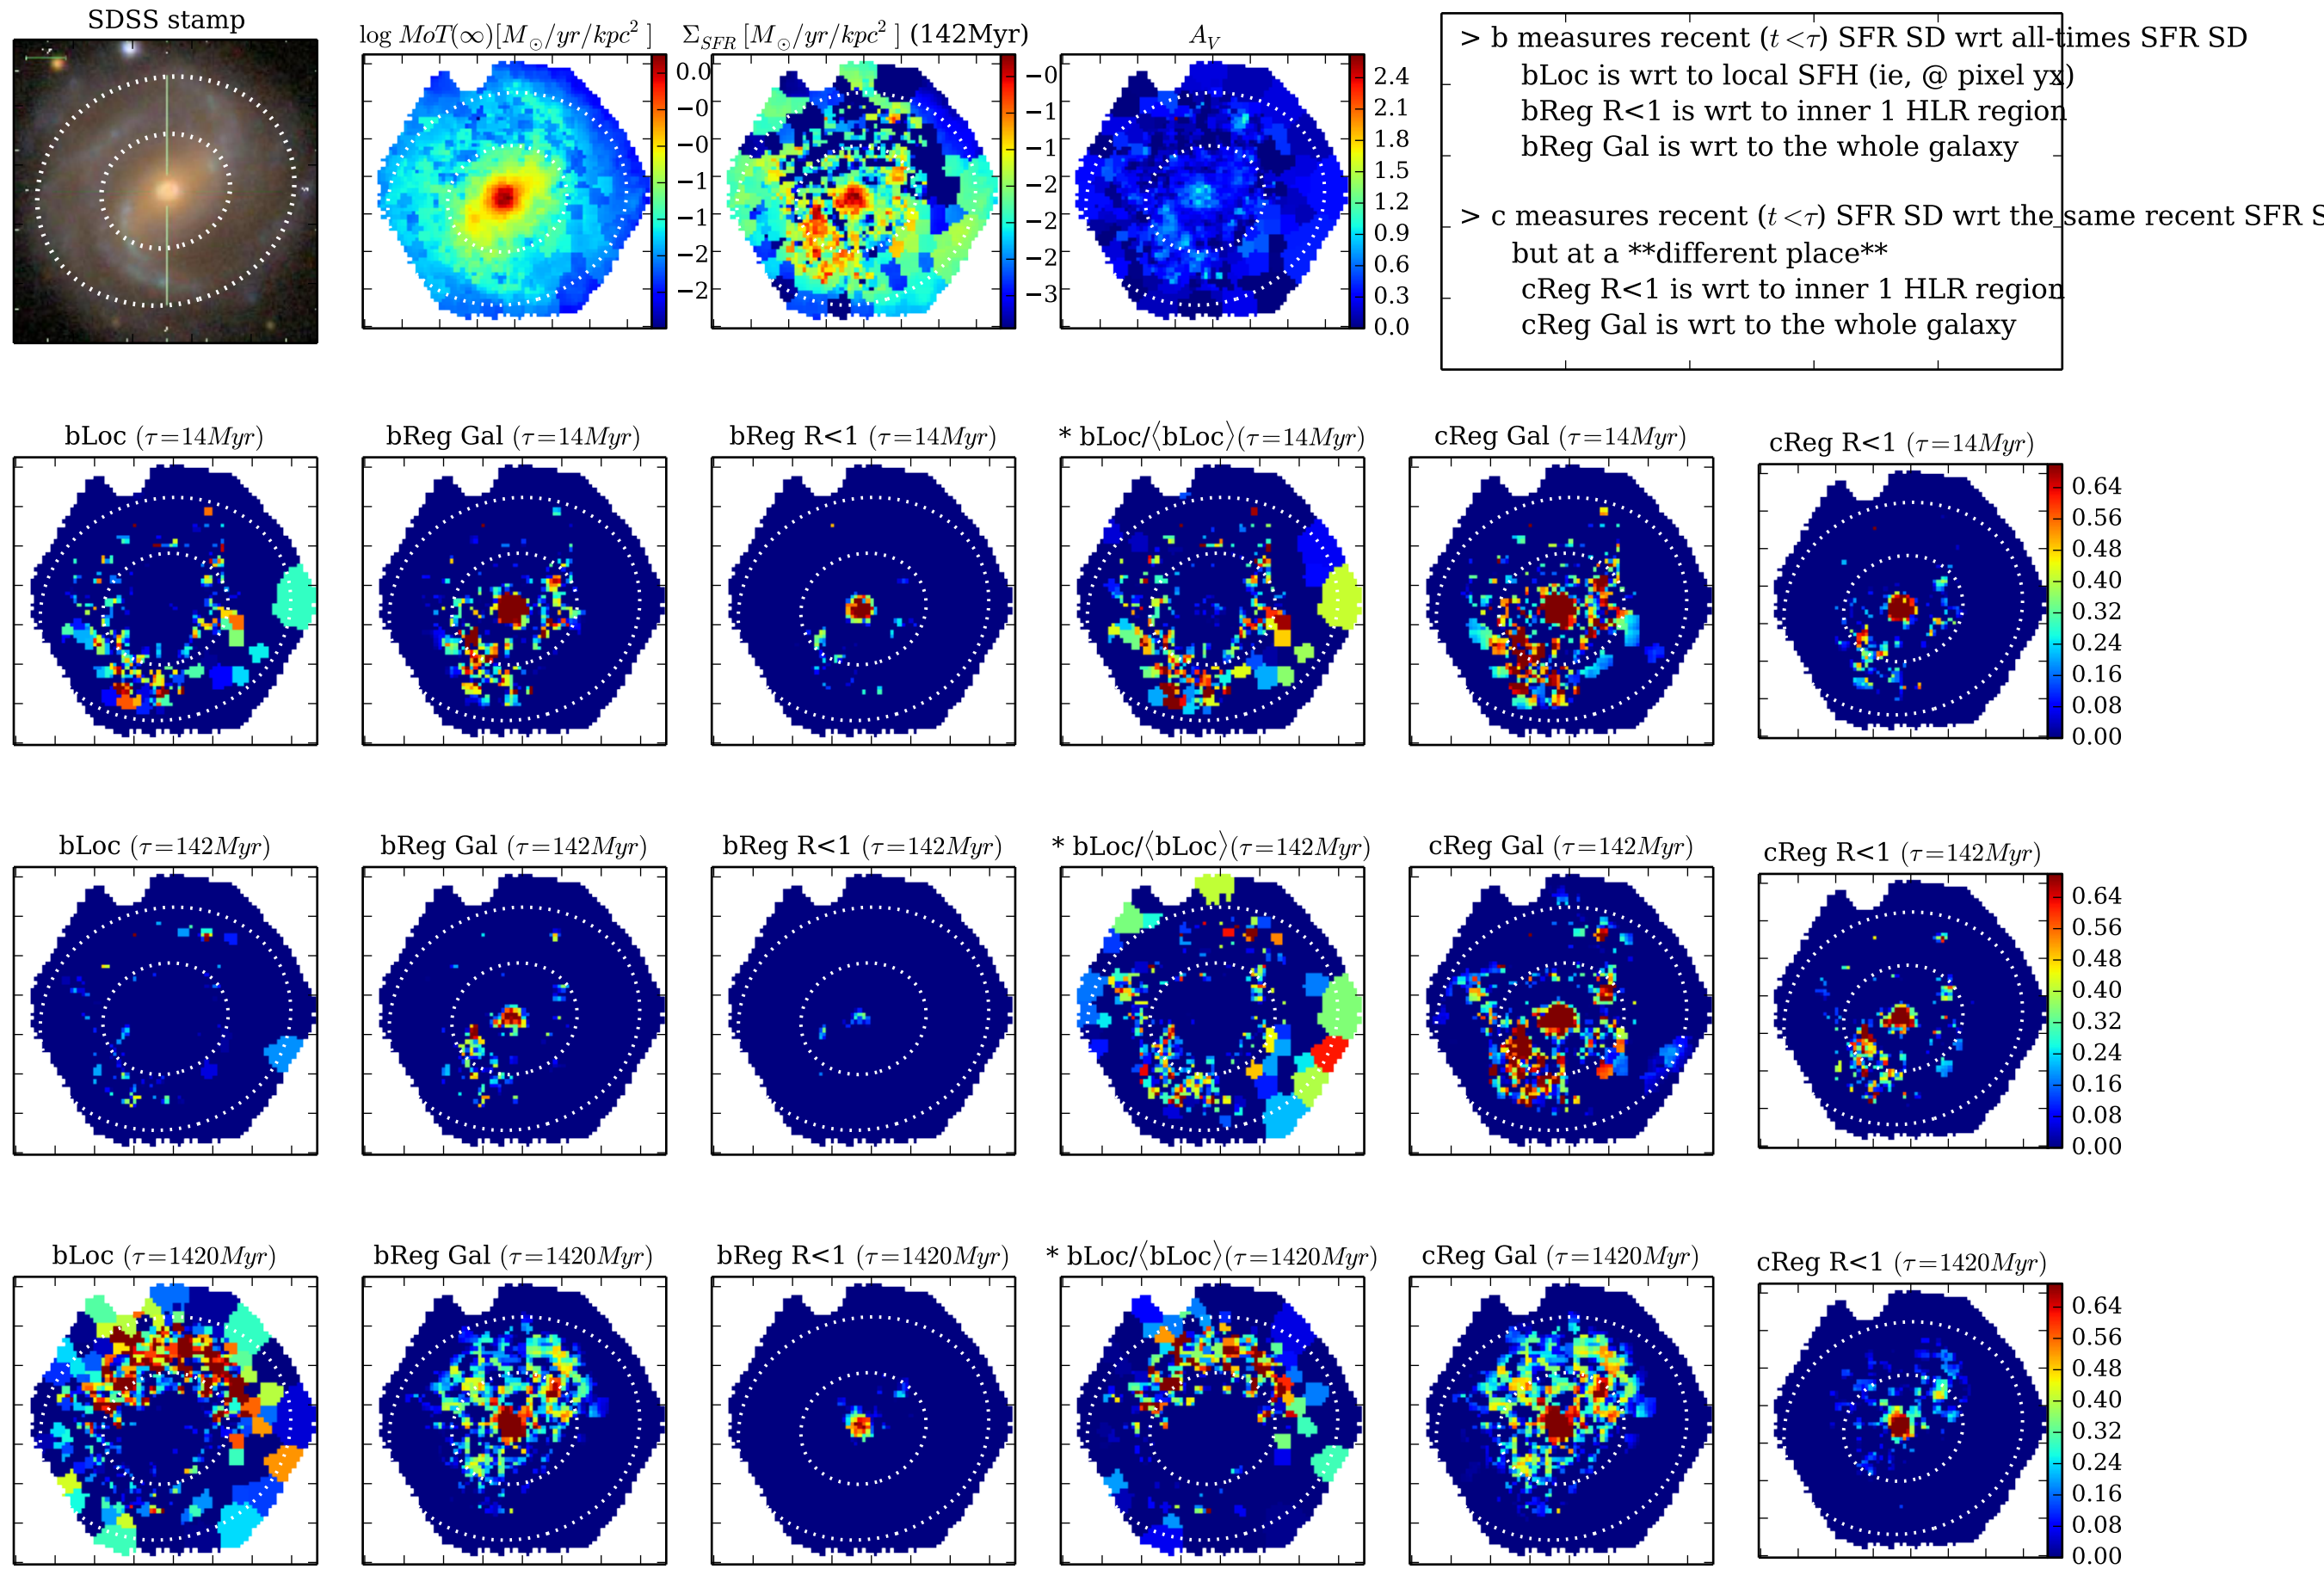 SDSS stamp
log MoT(∞)[M⊙/yr/kpc² ]
ΣSFR [M⊙/yr/kpc² ] (142Myr)
AV
0.0
−0
−0
−1
−1
−2
−2
−0
−1
−1
−2
−2
−2
−3
2.4
2.1
1.8
1.5
1.2
0.9
0.6
0.3
0.0
> b measures recent (t<τ) SFR SD wrt all-times SFR SD
bLoc is wrt to local SFH (ie, @ pixel yx)
bReg R<1 is wrt to inner 1 HLR region
bReg Gal is wrt to the whole galaxy
> c measures recent (t<τ) SFR SD wrt the same recent SFR S
but at a **different place**
cReg R<1 is wrt to inner 1 HLR region
cReg Gal is wrt to the whole galaxy
bLoc (τ=14Myr)
bReg Gal (τ=14Myr)
bReg R<1 (τ=14Myr)
* bLoc/⟨bLoc⟩(τ=14Myr)
cReg Gal (τ=14Myr)
cReg R<1 (τ=14Myr)
0.64
0.56
0.48
0.40
0.32
0.24
0.16
0.08
0.00
bLoc (τ=142Myr)
bReg Gal (τ=142Myr)
bReg R<1 (τ=142Myr)
* bLoc/⟨bLoc⟩(τ=142Myr)
cReg Gal (τ=142Myr)
cReg R<1 (τ=142Myr)
0.64
0.56
0.48
0.40
0.32
0.24
0.16
0.08
0.00
bLoc (τ=1420Myr)
bReg Gal (τ=1420Myr)
bReg R<1 (τ=1420Myr)
* bLoc/⟨bLoc⟩(τ=1420Myr)
cReg Gal (τ=1420Myr)
cReg R<1 (τ=1420Myr)
0.64
0.56
0.48
0.40
0.32
0.24
0.16
0.08
0.00